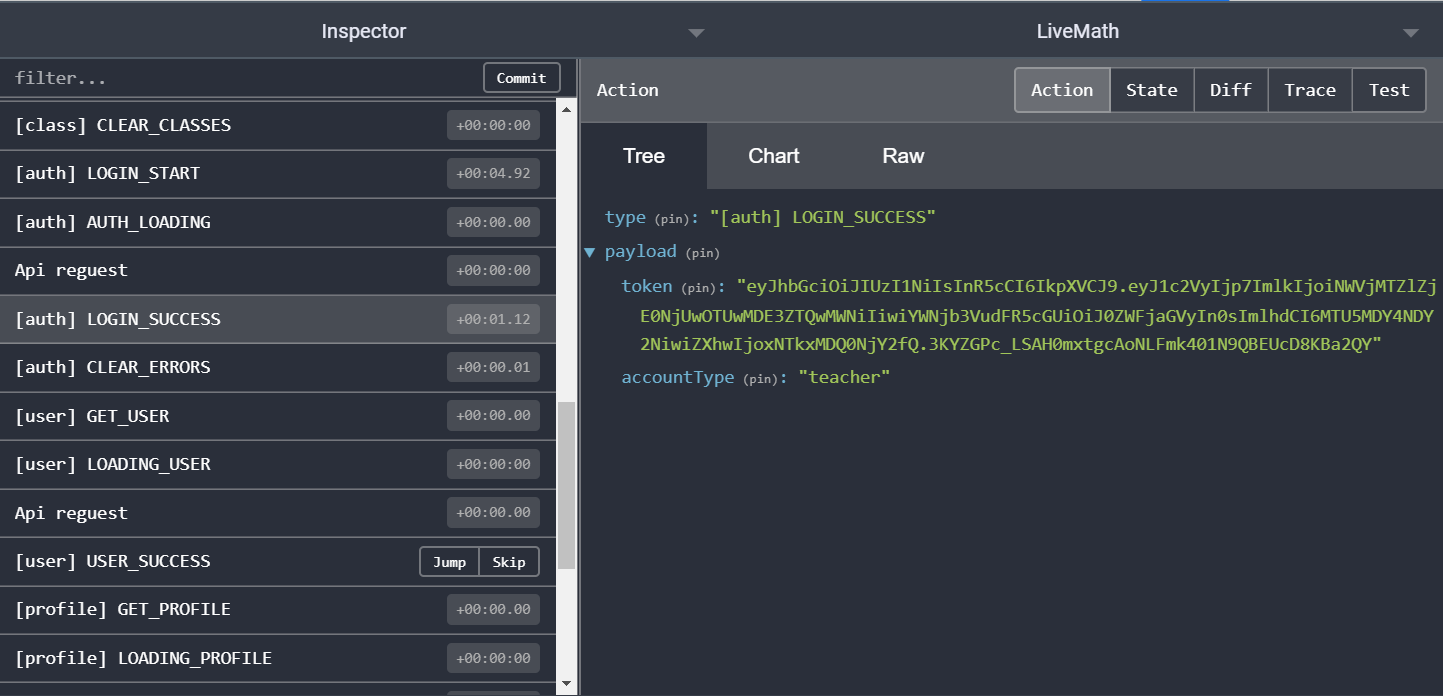 Inspector
LiveMath
filter...
Commit
[class] CLEAR_CLASSES +00:00:00
[auth] LOGIN_START +00:04.92
[auth] AUTH_LOADING +00:00.00
Api reguest +00:00:00
[auth] LOGIN_SUCCESS +00:01.12
[auth] CLEAR_ERRORS +00:00.01
[user] GET_USER +00:00.00
[user] LOADING_USER +00:00:00
Api reguest +00:00.00
[user] USER_SUCCESS Jump Skip
[profile] GET_PROFILE +00:00.00
[profile] LOADING_PROFILE +00:00:00
Action
Action State Diff Trace Test
Tree Chart Raw
type (pin): "[auth] LOGIN_SUCCESS"
payload (pin)
token (pin): "eyJhbGciOiJIUzI1NiIsInR5cCI6IkpXVCJ9.eyJ1c2VyIjp7ImlkIjoiNWVjMTZlZj
E0NjUwOTUwMDE3ZTQwMWNiIiwiYWNjb3VudFR5cGUiOiJ0ZWFjaGVyIn0sImlhdCI6MTU5MDY4NDY
2NiwiZXhwIjoxNTkxMDQ0NjY2fQ.3KYZGPc_LSAH0mxtgcAoNLFmk401N9QBEUcD8KBa2QY"
accountType (pin): "teacher"